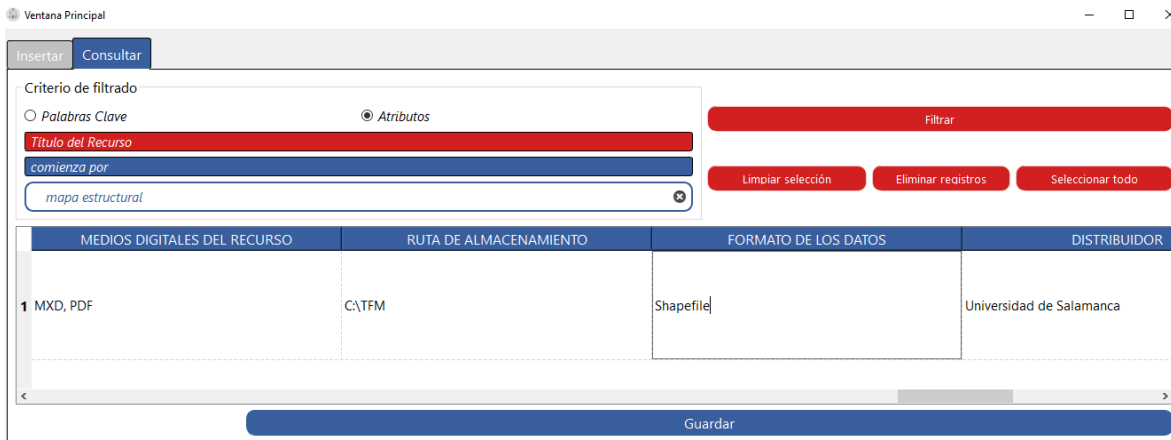 Ventana Principal
Insertar Consultar
Criterio de filtrado
Palabras Clave Atributos
Filtrar
Título del Recurso
comienza por
Limpiar selección Eliminar registros Seleccionar todo
mapa estructural
MEDIOS DIGITALES DEL RECURSO RUTA DE ALMACENAMIENTO FORMATO DE LOS DATOS DISTRIBUIDOR
1 MXD, PDF C:\TFM Shapefile Universidad de Salamanca
Guardar